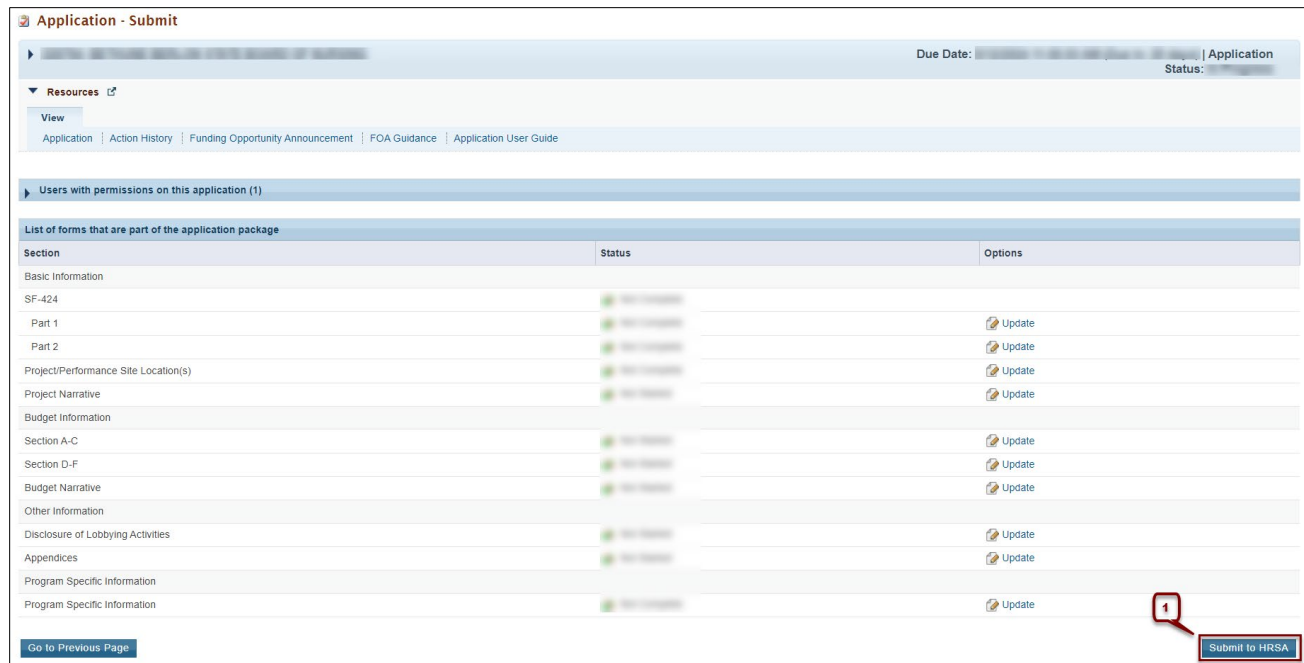 Application - Submit
Due Date: | Application
Status:
Resources
View
Application | Action History | Funding Opportunity Announcement | FOA Guidance | Application User Guide
Users with permissions on this application (1)
List of forms that are part of the application package
Section Status Options
Basic Information
SF-424
Part 1 Update
Part 2 Update
Project/Performance Site Location(s) Update
Project Narrative Update
Budget Information
Section A-C Update
Section D-F Update
Budget Narrative Update
Other Information
Disclosure of Lobbying Activities Update
Appendices Update
Program Specific Information
Program Specific Information Update
1
Go to Previous Page Submit to HRSA